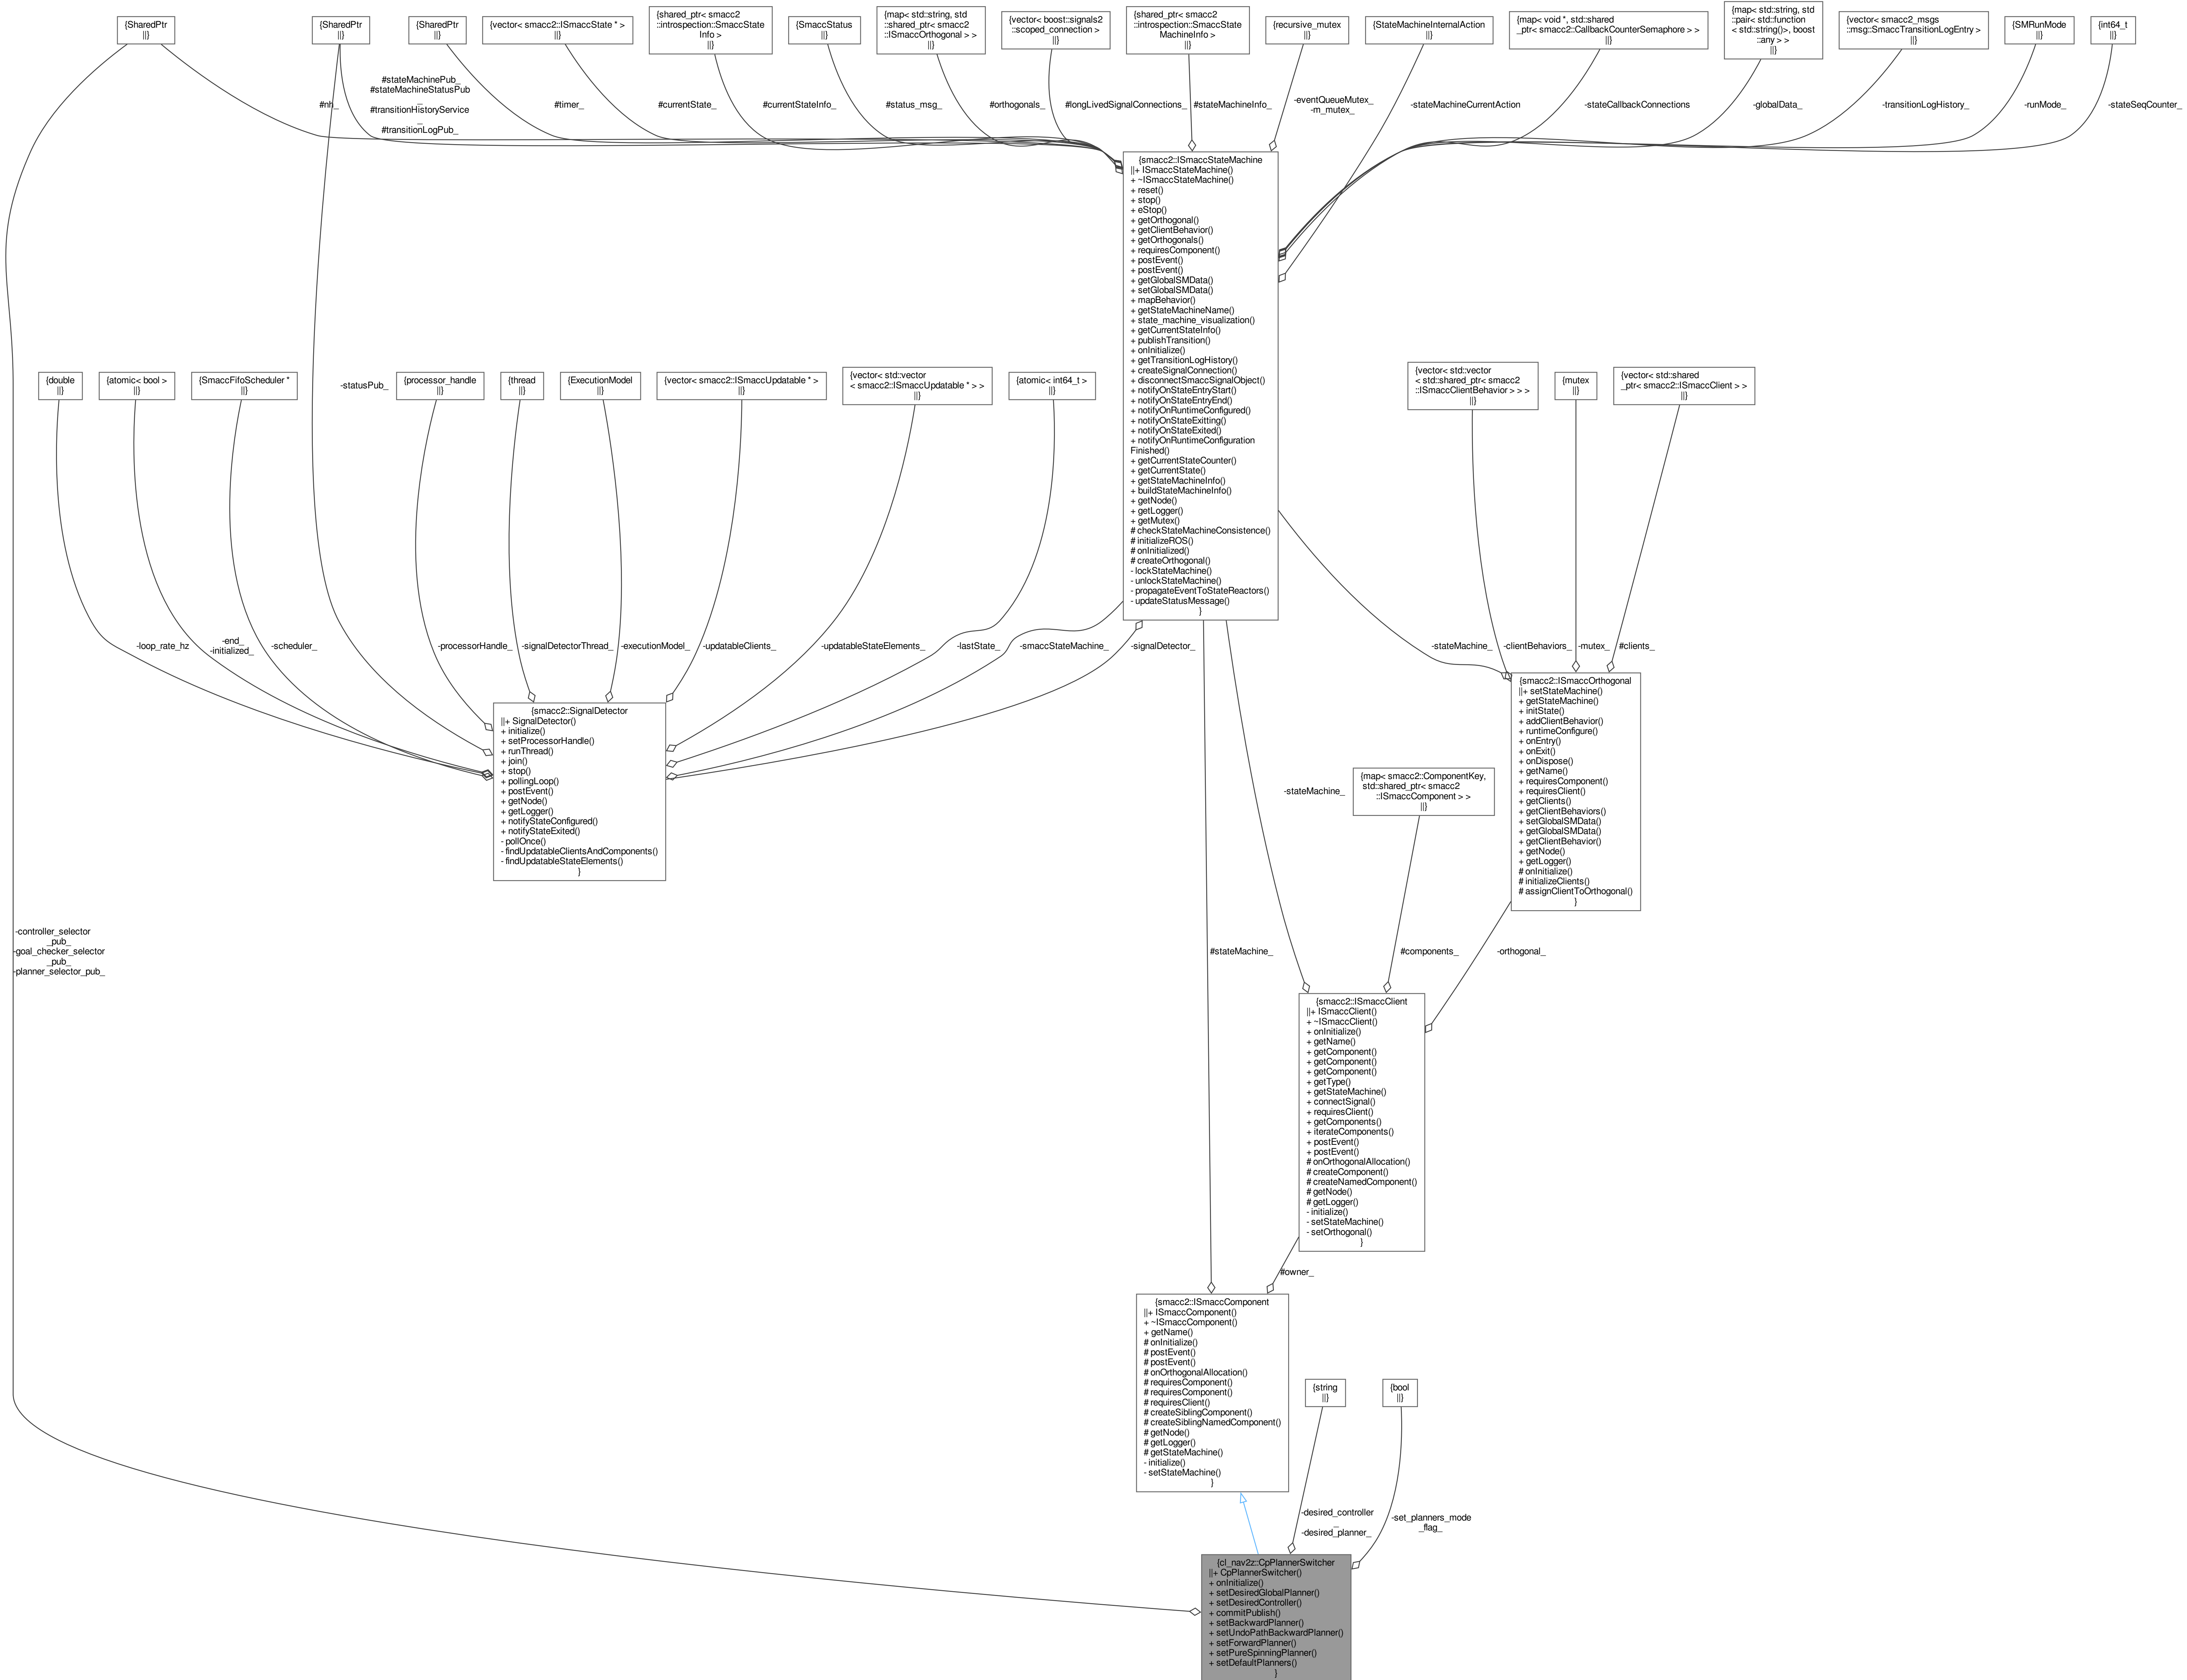 {SharedPtr
||}
{SharedPtr
||}
{SharedPtr
||}
{vector< smacc2::ISmaccState * >
||}
{shared_ptr< smacc2
::introspection::SmaccState
Info >
||}
{SmaccStatus
||}
{map< std::string, std
::shared_ptr< smacc2
::ISmaccOrthogonal > >
||}
{vector< boost::signals2
::scoped_connection >
||}
{shared_ptr< smacc2
::introspection::SmaccState
MachineInfo >
||}
{recursive_mutex
||}
{StateMachineInternalAction
||}
{map< void *, std::shared
_ptr< smacc2::CallbackCounterSemaphore > >
||}
{map< std::string, std
::pair< std::function
< std::string()>, boost
::any > >
||}
{vector< smacc2_msgs
::msg::SmaccTransitionLogEntry >
||}
{SMRunMode
||}
{int64_t
||}
#nh_
#stateMachinePub_
#stateMachineStatusPub
_
#transitionHistoryService
_
#transitionLogPub_
#timer_
#currentState_
#currentStateInfo_
#status_msg_
#orthogonals_
#longLivedSignalConnections_
#stateMachineInfo_
-eventQueueMutex_
-m_mutex_
-stateMachineCurrentAction
-stateCallbackConnections
-globalData_
-transitionLogHistory_
-runMode_
-stateSeqCounter_
{smacc2::ISmaccStateMachine
||+ ISmaccStateMachine()
+ ~ISmaccStateMachine()
+ reset()
+ stop()
+ eStop()
+ getOrthogonal()
+ getClientBehavior()
+ getOrthogonals()
+ requiresComponent()
+ postEvent()
+ postEvent()
+ getGlobalSMData()
+ setGlobalSMData()
+ mapBehavior()
+ getStateMachineName()
+ state_machine_visualization()
+ getCurrentStateInfo()
+ publishTransition()
+ onInitialize()
+ getTransitionLogHistory()
+ createSignalConnection()
+ disconnectSmaccSignalObject()
+ notifyOnStateEntryStart()
+ notifyOnStateEntryEnd()
+ notifyOnRuntimeConfigured()
+ notifyOnStateExitting()
+ notifyOnStateExited()
+ notifyOnRuntimeConfiguration
Finished()
+ getCurrentStateCounter()
+ getCurrentState()
+ getStateMachineInfo()
+ buildStateMachineInfo()
+ getNode()
+ getLogger()
+ getMutex()
# checkStateMachineConsistence()
# initializeROS()
# onInitialized()
# createOrthogonal()
- lockStateMachine()
- unlockStateMachine()
- propagateEventToStateReactors()
- updateStatusMessage()
}
{double
||}
{atomic< bool >
||}
{SmaccFifoScheduler *
||}
-statusPub_
{processor_handle
||}
{thread
||}
{ExecutionModel
||}
{vector< smacc2::ISmaccUpdatable * >
||}
{vector< std::vector
< smacc2::ISmaccUpdatable * > >
||}
{atomic< int64_t >
||}
{vector< std::vector
< std::shared_ptr< smacc2
::ISmaccClientBehavior > > >
||}
{mutex
||}
{vector< std::shared
_ptr< smacc2::ISmaccClient > >
||}
-loop_rate_hz
-end_
-initialized_
-scheduler_
-processorHandle_
-signalDetectorThread_
-executionModel_
-updatableClients_
-updatableStateElements_
-lastState_
-smaccStateMachine_
-signalDetector_
-stateMachine_
-clientBehaviors_
-mutex_
#clients_
{smacc2::SignalDetector
||+ SignalDetector()
+ initialize()
+ setProcessorHandle()
+ runThread()
+ join()
+ stop()
+ pollingLoop()
+ postEvent()
+ getNode()
+ getLogger()
+ notifyStateConfigured()
+ notifyStateExited()
- pollOnce()
- findUpdatableClientsAndComponents()
- findUpdatableStateElements()
}
{smacc2::ISmaccOrthogonal
||+ setStateMachine()
+ getStateMachine()
+ initState()
+ addClientBehavior()
+ runtimeConfigure()
+ onEntry()
+ onExit()
+ onDispose()
+ getName()
+ requiresComponent()
+ requiresClient()
+ getClients()
+ getClientBehaviors()
+ setGlobalSMData()
+ getGlobalSMData()
+ getClientBehavior()
+ getNode()
+ getLogger()
# onInitialize()
# initializeClients()
# assignClientToOrthogonal()
}
-stateMachine_
{map< smacc2::ComponentKey,
std::shared_ptr< smacc2
::ISmaccComponent > >
||}
-controller_selector
_pub_
-goal_checker_selector
_pub_
-planner_selector_pub_
#stateMachine_
#components_
-orthogonal_
{smacc2::ISmaccClient
||+ ISmaccClient()
+ ~ISmaccClient()
+ onInitialize()
+ getName()
+ getComponent()
+ getComponent()
+ getComponent()
+ getType()
+ getStateMachine()
+ connectSignal()
+ requiresClient()
+ getComponents()
+ iterateComponents()
+ postEvent()
+ postEvent()
# onOrthogonalAllocation()
# createComponent()
# createNamedComponent()
# getNode()
# getLogger()
- initialize()
- setStateMachine()
- setOrthogonal()
}
#owner_
{smacc2::ISmaccComponent
||+ ISmaccComponent()
+ ~ISmaccComponent()
+ getName()
# onInitialize()
# postEvent()
# postEvent()
# onOrthogonalAllocation()
# requiresComponent()
# requiresComponent()
# requiresClient()
# createSiblingComponent()
# createSiblingNamedComponent()
# getNode()
# getLogger()
# getStateMachine()
- initialize()
- setStateMachine()
}
{string
||}
{bool
||}
-desired_controller
_
-desired_planner_
-set_planners_mode
_flag_
{cl_nav2z::CpPlannerSwitcher
||+ CpPlannerSwitcher()
+ onInitialize()
+ setDesiredGlobalPlanner()
+ setDesiredController()
+ commitPublish()
+ setBackwardPlanner()
+ setUndoPathBackwardPlanner()
+ setForwardPlanner()
+ setPureSpinningPlanner()
+ setDefaultPlanners()
}